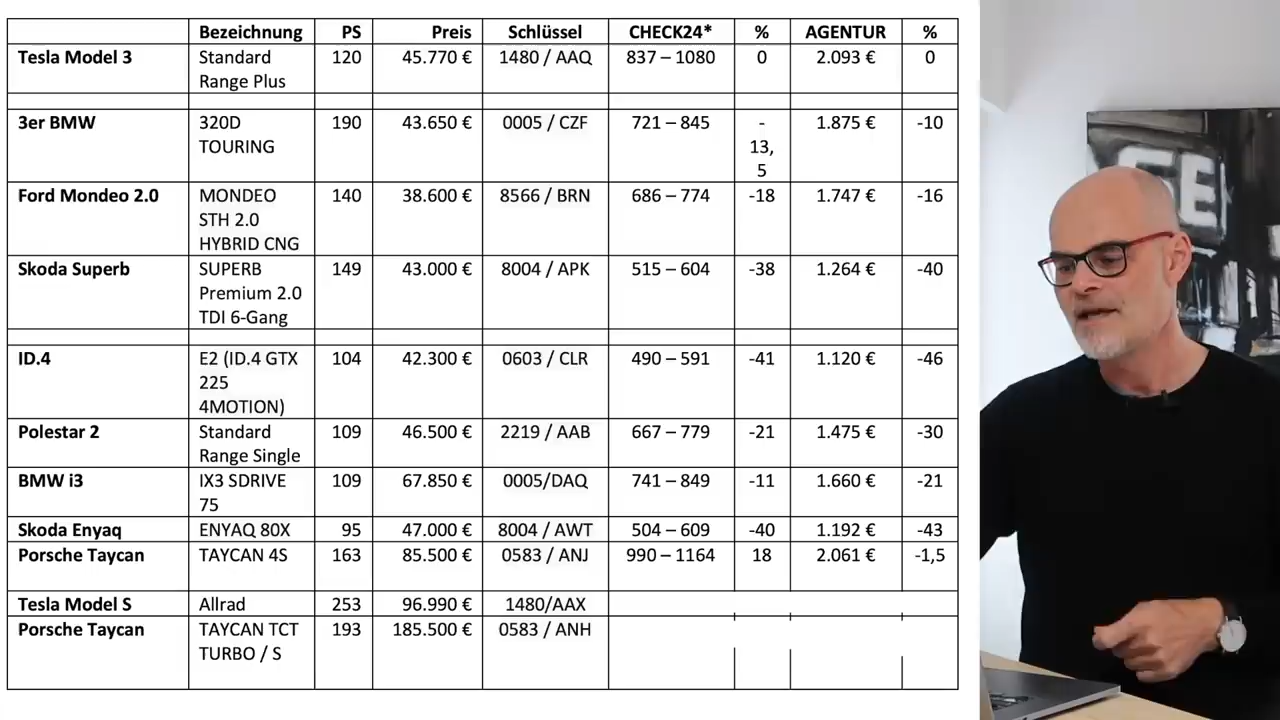 Bezeichnung PS Preis Schlüssel CHECK24* % AGENTUR %
Tesla Model 3 Standard 120 45.770 € 1480 / AAQ 837 – 1080 0 2.093 € 0
Range Plus
3er BMW 320D 190 43.650 € 0005 / CZF 721 – 845 - 1.875 € -10
TOURING 13,
5
Ford Mondeo 2.0 MONDEO 140 38.600 € 8566 / BRN 686 – 774 -18 1.747 € -16
STH 2.0
HYBRID CNG
Skoda Superb SUPERB 149 43.000 € 8004 / APK 515 – 604 -38 1.264 € -40
Premium 2.0
TDI 6-Gang
ID.4 E2 (ID.4 GTX 104 42.300 € 0603 / CLR 490 – 591 -41 1.120 € -46
225
4MOTION)
Polestar 2 Standard 109 46.500 € 2219 / AAB 667 – 779 -21 1.475 € -30
Range Single
BMW i3 IX3 SDRIVE 109 67.850 € 0005/DAQ 741 – 849 -11 1.660 € -21
75
Skoda Enyaq ENYAQ 80X 95 47.000 € 8004 / AWT 504 – 609 -40 1.192 € -43
Porsche Taycan TAYCAN 4S 163 85.500 € 0583 / ANJ 990 – 1164 18 2.061 € -1,5
Tesla Model S Allrad 253 96.990 € 1480/AAX
Porsche Taycan TAYCAN TCT 193 185.500 € 0583 / ANH
TURBO / S